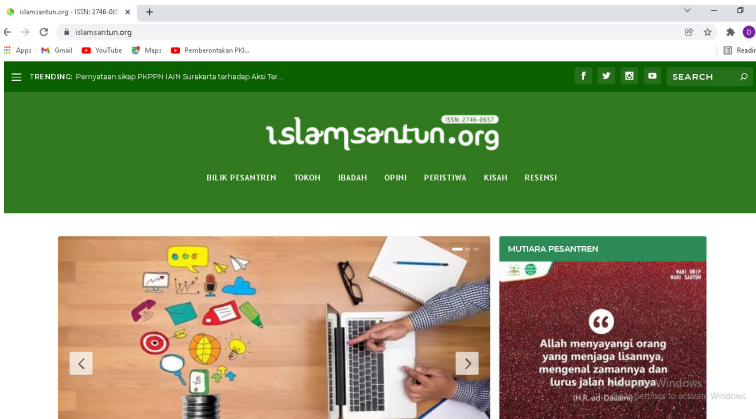 islamsantun.org - ISSN: 2746-065
islamsantun.org
Apps Gmail YouTube Maps Pemberontakan PKI...
TRENDING: Pernyataan sikap PKPPN IAIN Surakarta terhadap Aksi Ter...
SEARCH
ISSN: 2746-0657
islamsantun.org
BILIK PESANTREN TOKOH IBADAH OPINI PERISTIWA KISAH RESENSI
MUTIARA PESANTREN
Allah menyayangi orang
yang menjaga lisannya,
mengenal zamannya dan
lurus jalan hidupnya
(H.R. ad-Dailami)